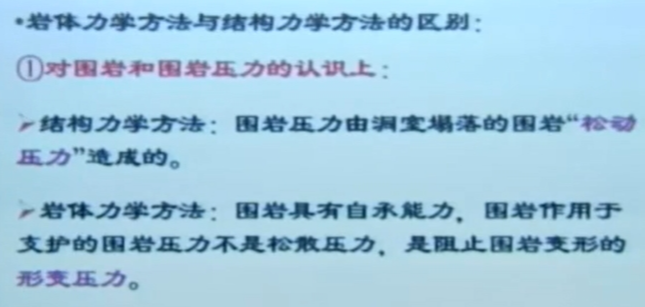 •岩体力学方法与结构力学方法的区别：
①对围岩和围岩压力的认识上：
➢结构力学方法：围岩压力由洞室塌落的围岩“松动
压力”造成的。
➢岩体力学方法：围岩具有自承能力，围岩作用于
支护的围岩压力不是松散压力，是阻止围岩变形的
形变压力。